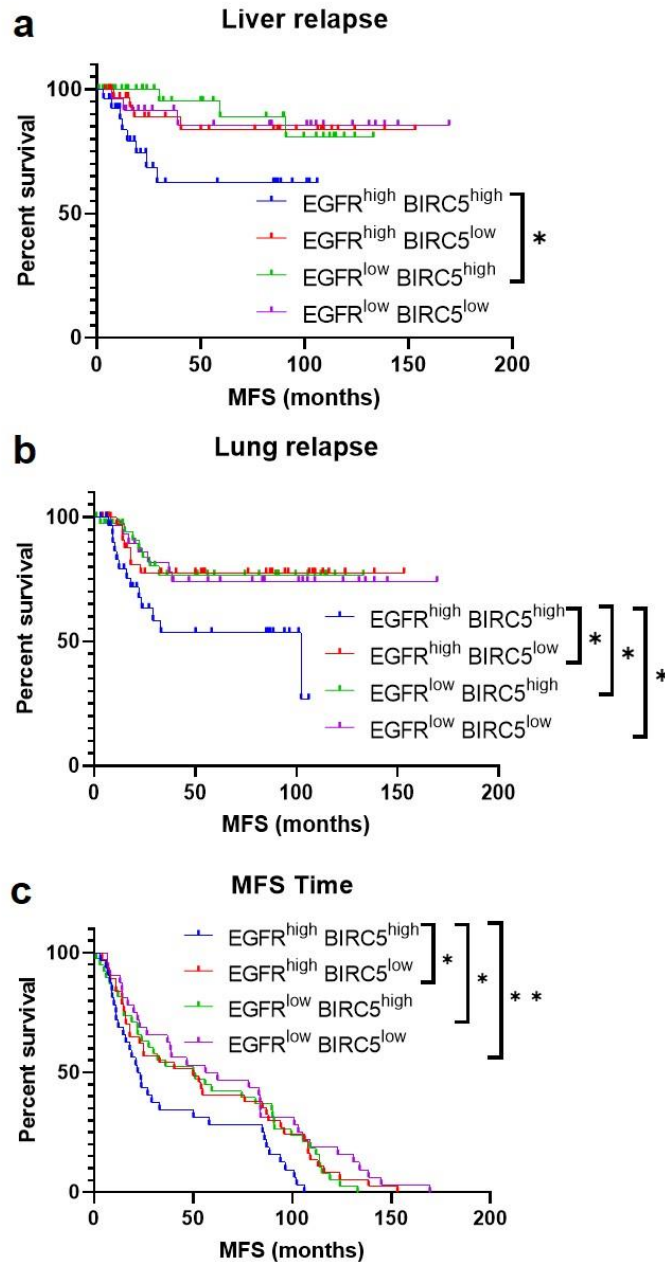 a
Liver relapse
Percent survival
100
50
0
EGFRhigh BIRC5high
EGFRhigh BIRC5low
EGFRlow BIRC5high
EGFRlow BIRC5low
*
0 50 100 150 200
MFS (months)
b
Lung relapse
Percent survival
100
50
0
EGFRhigh BIRC5high
EGFRhigh BIRC5low
EGFRlow BIRC5high
EGFRlow BIRC5low
* * *
0 50 100 150 200
MFS (months)
c
MFS Time
Percent survival
100
50
0
EGFRhigh BIRC5high
EGFRhigh BIRC5low
EGFRlow BIRC5high
EGFRlow BIRC5low
* * * *
0 50 100 150 200
MFS (months)